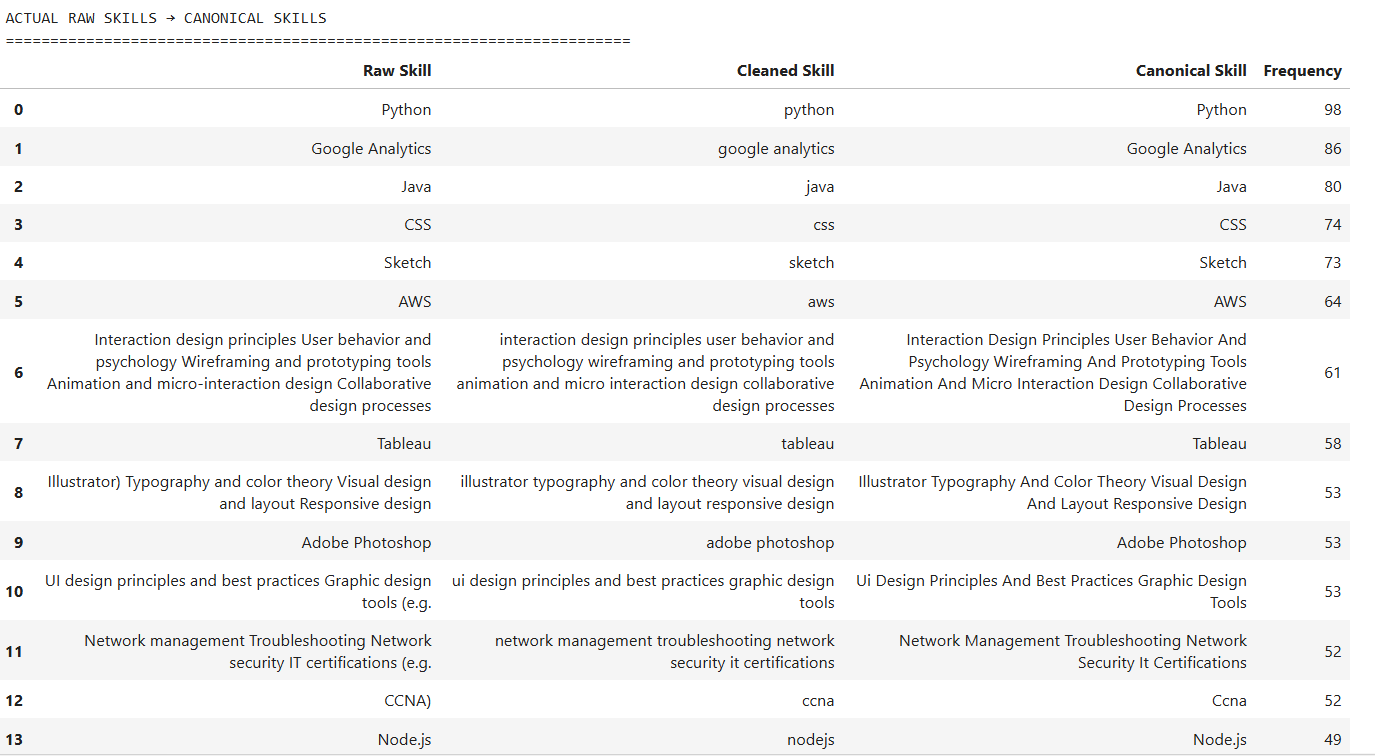 ACTUAL RAW SKILLS → CANONICAL SKILLS
======================================================================
Raw Skill Cleaned Skill Canonical Skill Frequency
0 Python python Python 98
1 Google Analytics google analytics Google Analytics 86
2 Java java Java 80
3 CSS css CSS 74
4 Sketch sketch Sketch 73
5 AWS aws AWS 64
Interaction design principles User behavior and interaction design principles user behavior and Interaction Design Principles User Behavior And
psychology Wireframing and prototyping tools psychology wireframing and prototyping tools Psychology Wireframing And Prototyping Tools
6 Animation and micro-interaction design Collaborative animation and micro interaction design collaborative Animation And Micro Interaction Design Collaborative 61
design processes design processes Design Processes
7 Tableau tableau Tableau 58
8 Illustrator) Typography and color theory Visual design illustrator typography and color theory visual design Illustrator Typography And Color Theory Visual Design 53
and layout Responsive design and layout responsive design And Layout Responsive Design
9 Adobe Photoshop adobe photoshop Adobe Photoshop 53
10 UI design principles and best practices Graphic design ui design principles and best practices graphic design Ui Design Principles And Best Practices Graphic Design 53
tools (e.g. tools Tools
11 Network management Troubleshooting Network network management troubleshooting network Network Management Troubleshooting Network 52
security IT certifications (e.g. security it certifications Security It Certifications
12 CCNA) ccna Ccna 52
13 Node.js nodejs Node.js 49